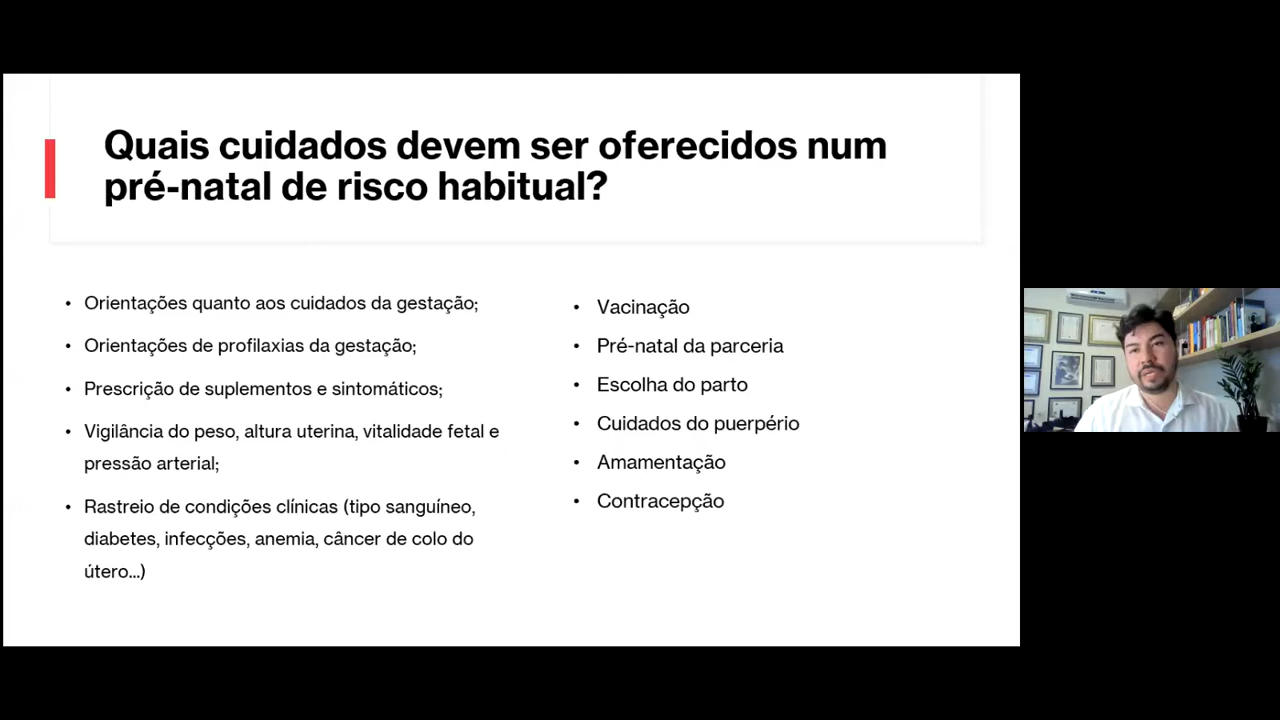 Quais cuidados devem ser oferecidos num
pré-natal de risco habitual?
• Orientações quanto aos cuidados da gestação;
• Orientações de profilaxias da gestação;
• Prescrição de suplementos e sintomáticos;
• Vigilância do peso, altura uterina, vitalidade fetal e
pressão arterial;
• Rastreio de condições clínicas (tipo sanguíneo,
diabetes, infecções, anemia, câncer de colo do
útero...)
• Vacinação
• Pré-natal da parceria
• Escolha do parto
• Cuidados do puerpério
• Amamentação
• Contracepção